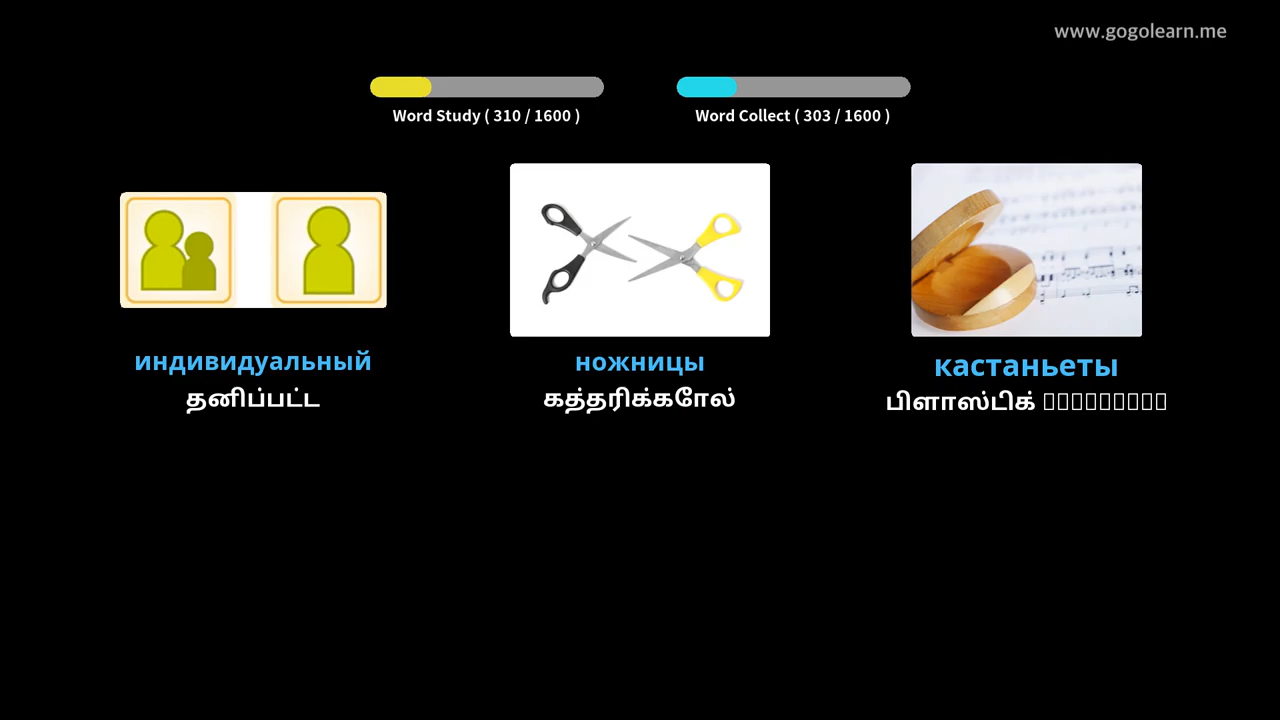 www.gogolearn.me
Word Study ( 310 / 1600 )
Word Collect ( 303 / 1600 )
индивидуальный
தனிப்பட்ட
ножницы
கத்தரிக்கோல்
кастаньеты
பிளாஸ்டிக்